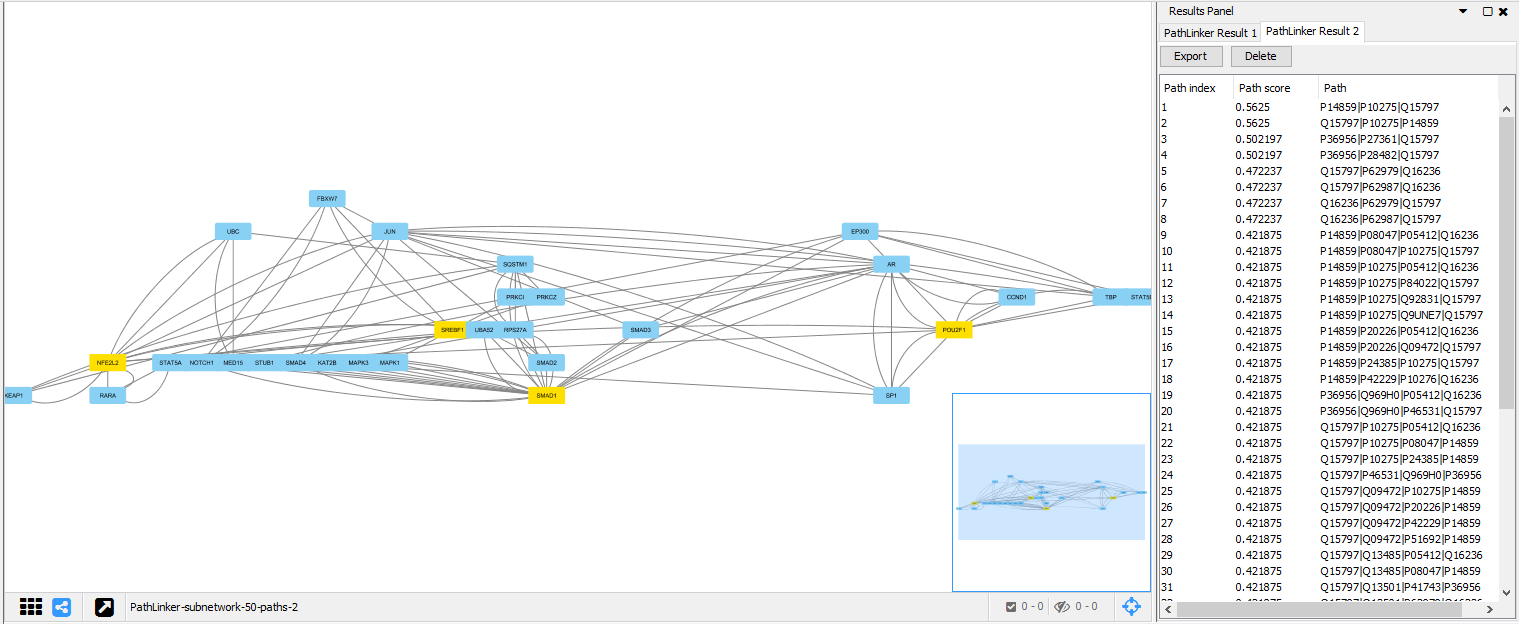 Results Panel
PathLinker Result 1 PathLinker Result 2
Export Delete
Path index Path score Path
1 0.5625 P14859|P10275|Q15797
2 0.5625 Q15797|P10275|P14859
3 0.502197 P36956|P27361|Q15797
4 0.502197 P36956|P28482|Q15797
5 0.472237 Q15797|P62979|Q16236
6 0.472237 Q15797|P62987|Q16236
7 0.472237 Q16236|P62979|Q15797
8 0.472237 Q16236|P62987|Q15797
9 0.421875 P14859|P08047|P05412|Q16236
10 0.421875 P14859|P08047|P10275|Q15797
11 0.421875 P14859|P10275|P05412|Q16236
12 0.421875 P14859|P10275|P84022|Q15797
13 0.421875 P14859|P10275|Q92831|Q15797
14 0.421875 P14859|P10275|Q9UNE7|Q15797
15 0.421875 P14859|P20226|P05412|Q16236
16 0.421875 P14859|P20226|Q09472|Q15797
17 0.421875 P14859|P24385|P10275|Q15797
18 0.421875 P14859|P42229|P10276|Q16236
19 0.421875 P36956|Q969H0|P05412|Q16236
20 0.421875 P36956|Q969H0|P46531|Q15797
21 0.421875 Q15797|P10275|P05412|Q16236
22 0.421875 Q15797|P10275|P08047|P14859
23 0.421875 Q15797|P10275|P24385|P14859
24 0.421875 Q15797|P46531|Q969H0|P36956
25 0.421875 Q15797|Q09472|P10275|P14859
26 0.421875 Q15797|Q09472|P20226|P14859
27 0.421875 Q15797|Q09472|P42229|P14859
28 0.421875 Q15797|Q09472|P51692|P14859
29 0.421875 Q15797|Q13485|P05412|Q16236
30 0.421875 Q15797|Q13485|P08047|P14859
31 0.421875 Q15797|Q13501|P41743|P36956
FBXW7
UBC JUN EP300
SQSTM1 AR
PRKCI PRKCZ CCND1 TBP
SREBF1 UBA52 RPS27A SMAD3 POU2F1
NFE2L2 STAT5A NOTCH1 MED15 STUB1 SMAD4 KAT2B MAPK3 MAPK1 SMAD2
KEAP1 RARA SMAD1 SP1
PathLinker-subnetwork-50-paths-2 0 - 0 0 - 0